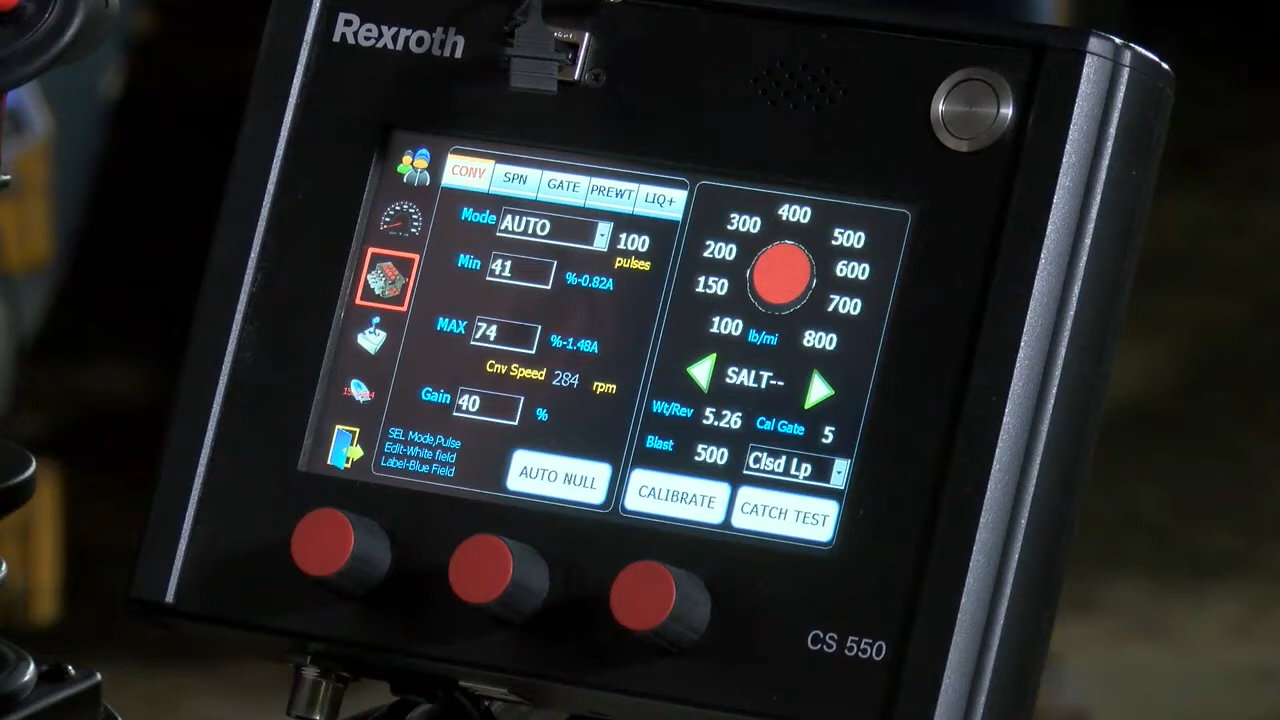 Rexroth
CONV SPN GATE PREWT LIQ+
Mode AUTO 100
pulses
Min 41 %-0.82A
MAX 74 %-1.48A
Cnv Speed 284 rpm
Gain 40 %
SEL Mode,Pulse
Edit-White field
Label-Blue Field
AUTO NULL
400
300 500
200 600
150 700
100 lb/mi 800
SALT--
Wt/Rev 5.26 Cal Gate 5
Blast 500 Clsd Lp
CALIBRATE CATCH TEST
CS 550